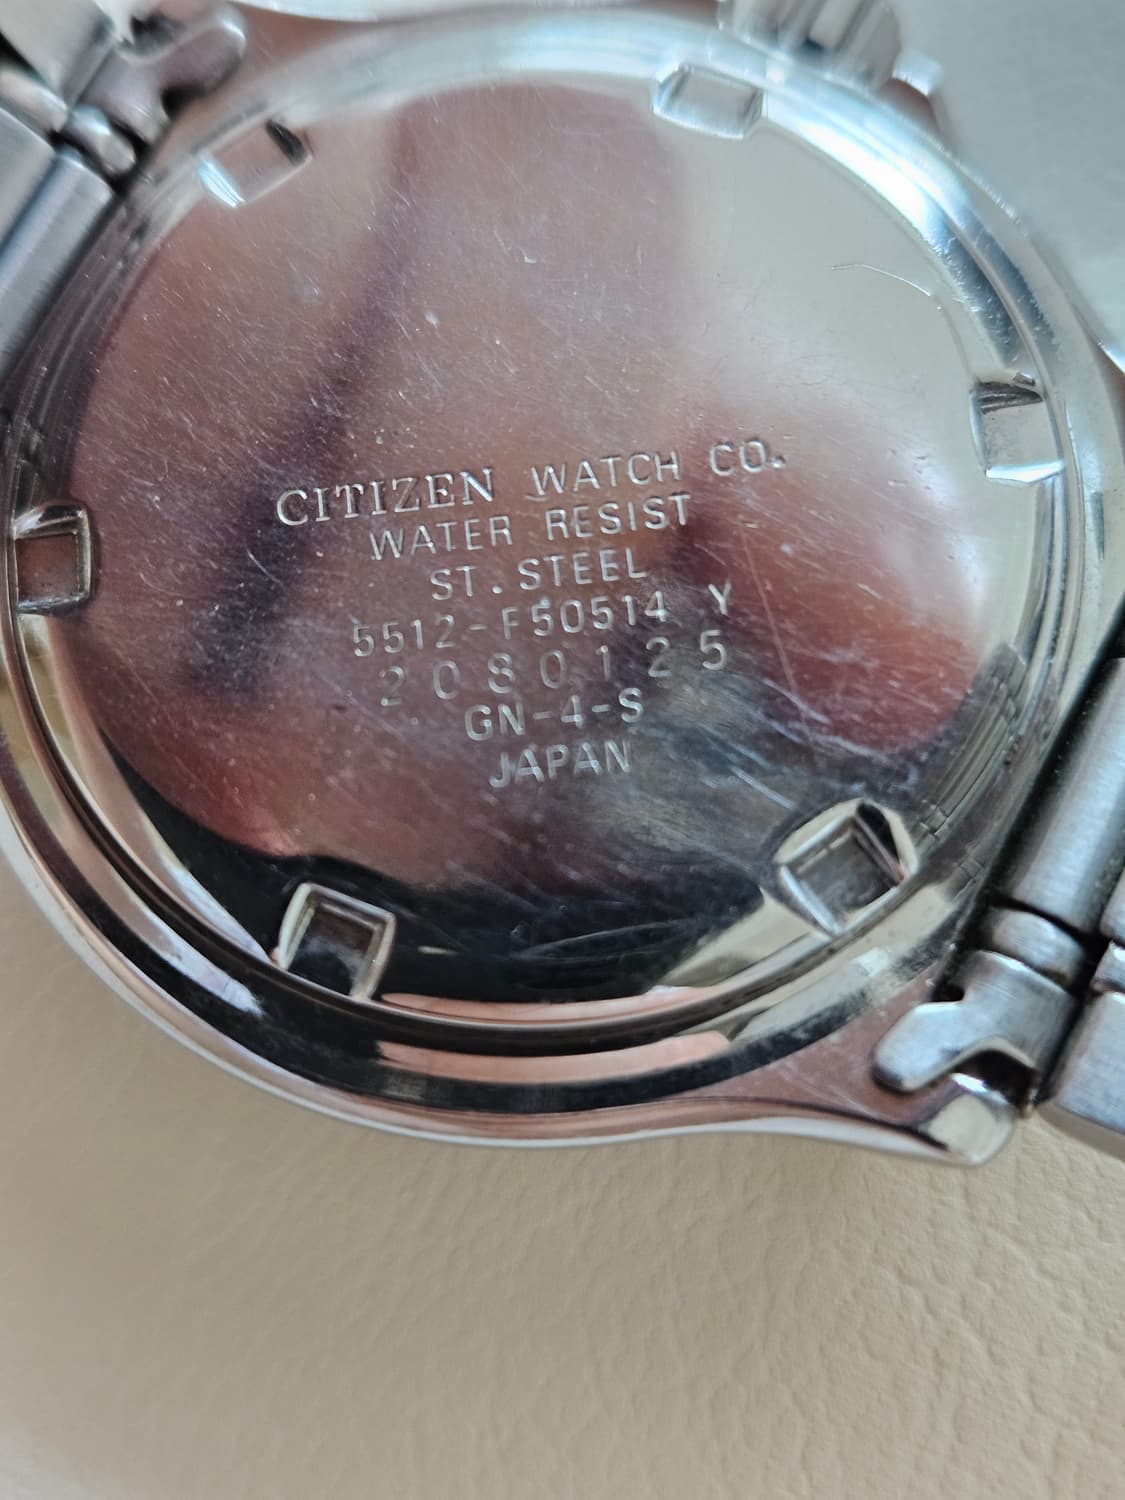 CITIZEN WATCH CO.
WATER RESIST
ST. STEEL
5512-F50514 Y
2080125
GN-4-S
JAPAN